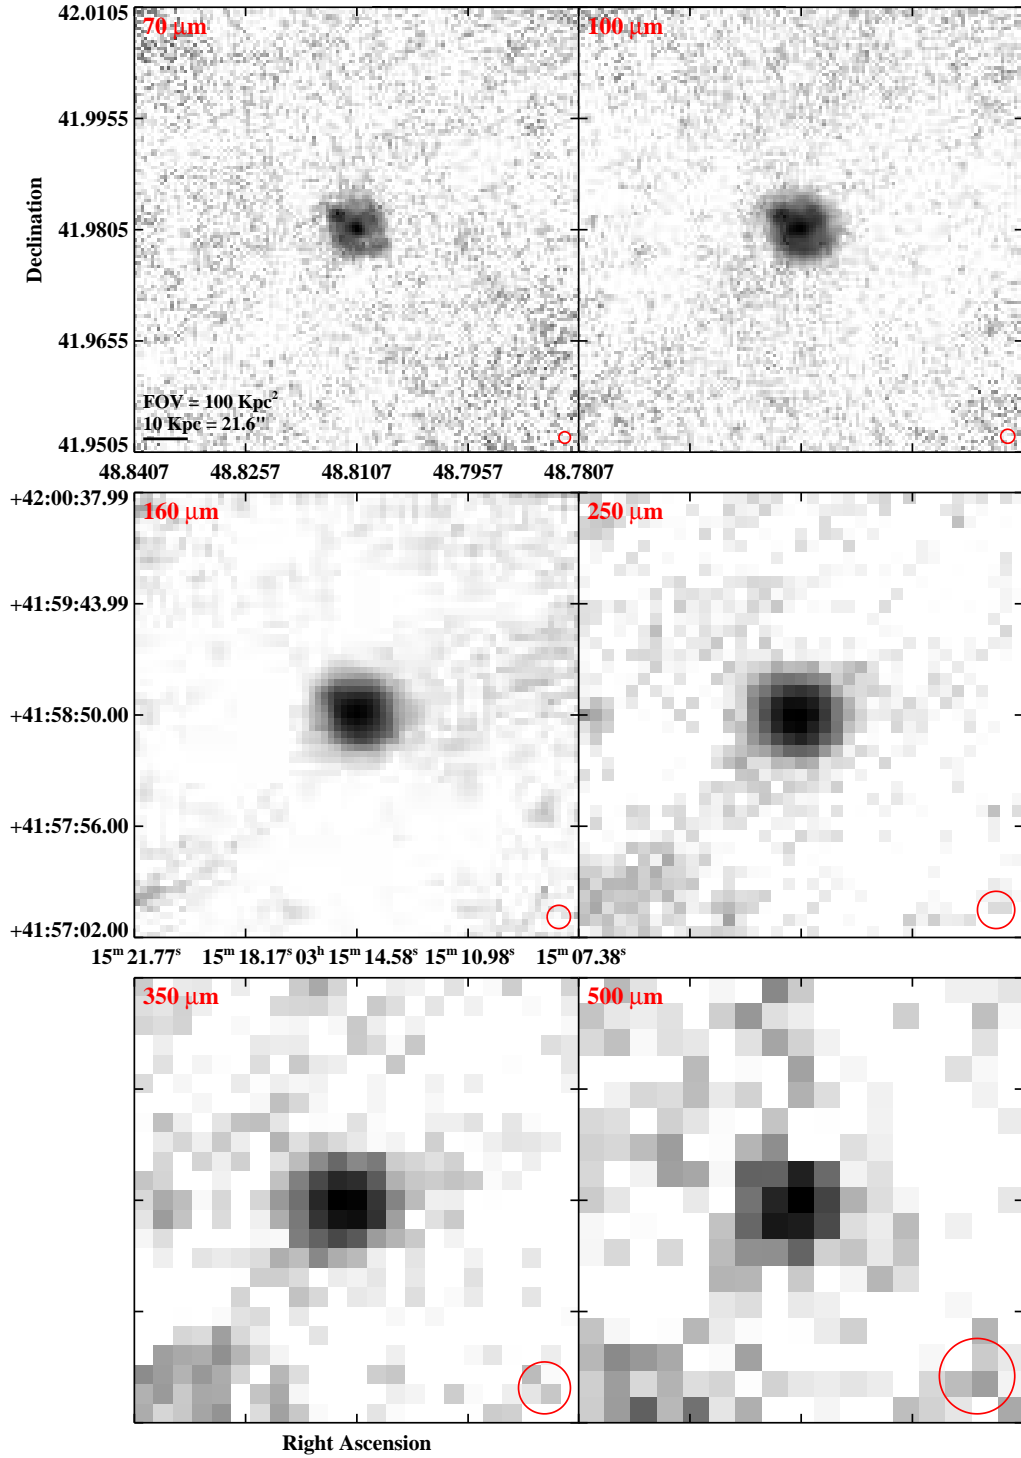 42.0105
70 μm
100 μm
41.9955
41.9805
Declination
41.9655
FOV = 100 Kpc²
10 Kpc = 21.6"
41.9505
48.8407 48.8257 48.8107 48.7957 48.7807
+42:00:37.99
160 μm
250 μm
+41:59:43.99
+41:58:50.00
+41:57:56.00
+41:57:02.00
15ᵐ 21.77ˢ 15ᵐ 18.17ˢ 03ʰ 15ᵐ 14.58ˢ 15ᵐ 10.98ˢ 15ᵐ 07.38ˢ
350 μm
500 μm
Right Ascension